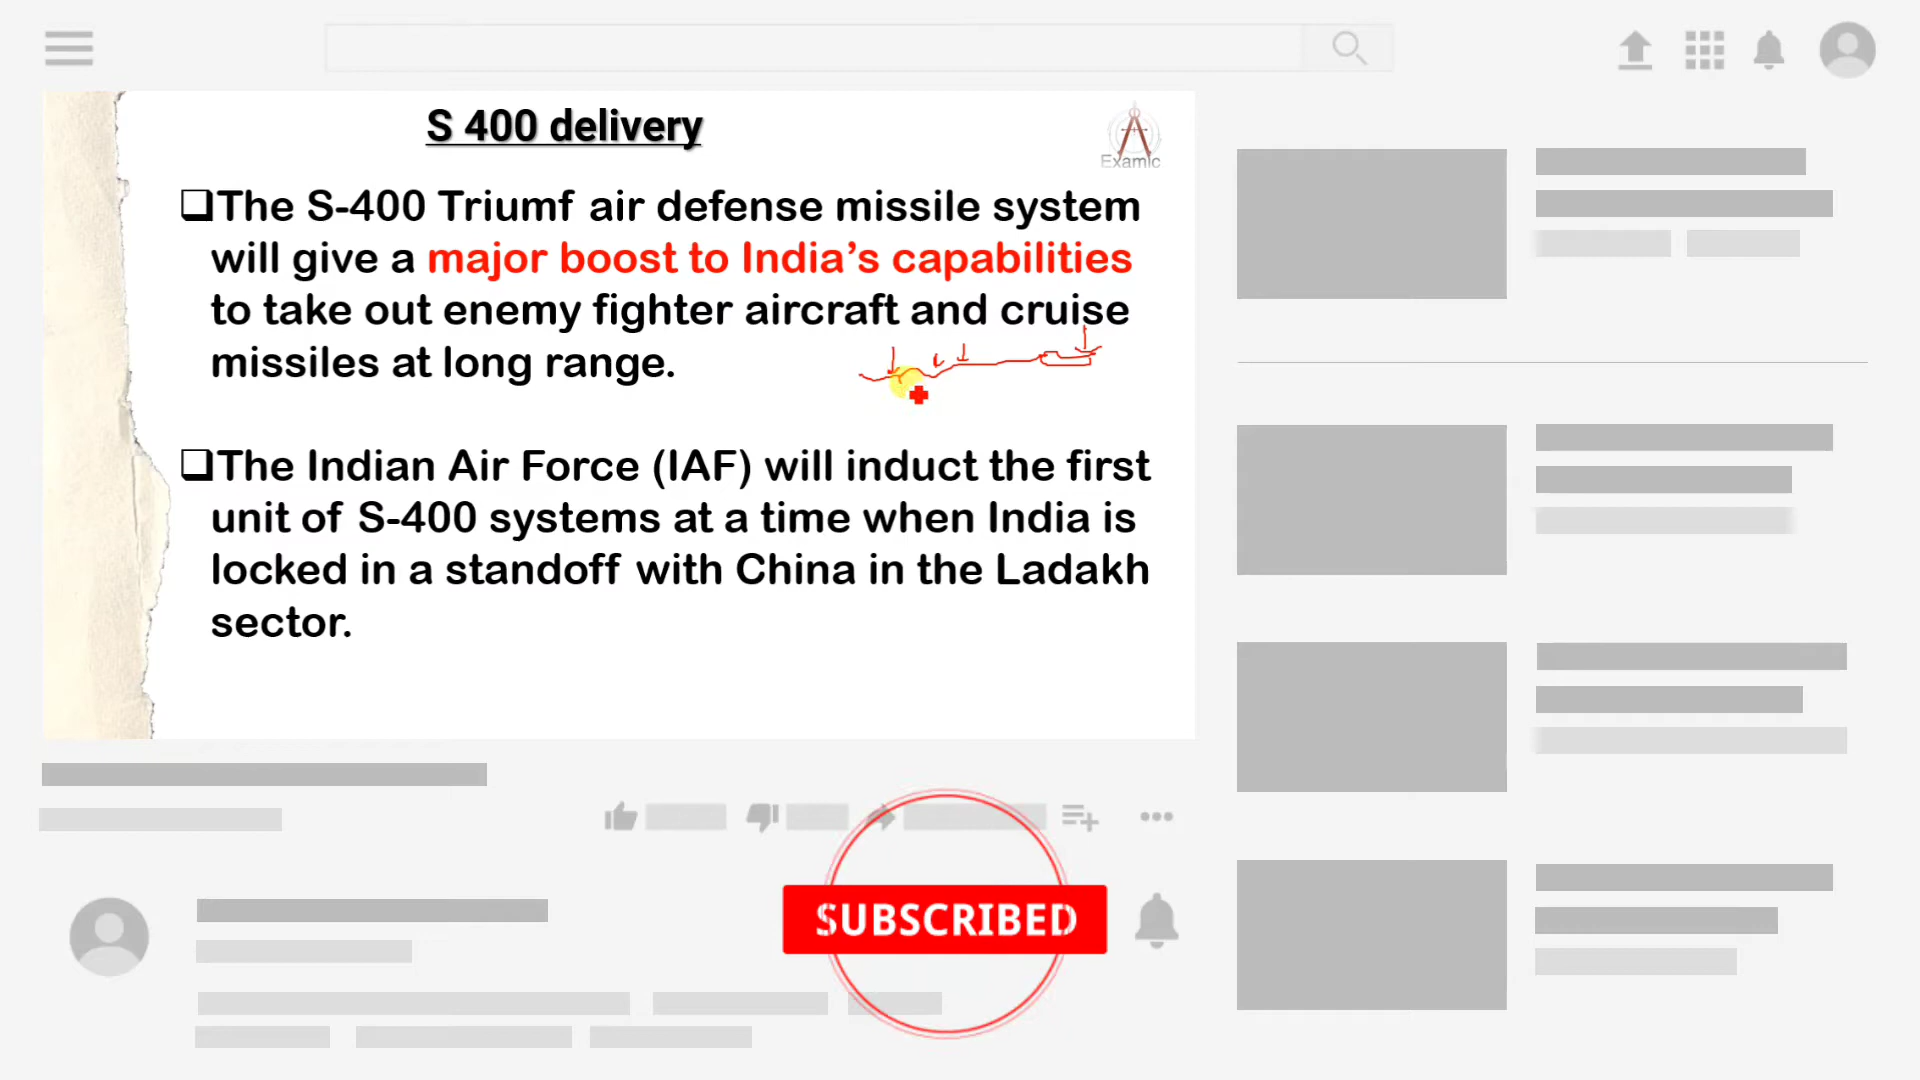 S 400 delivery
Examic
❑The S-400 Triumf air defense missile system
will give a major boost to India’s capabilities
to take out enemy fighter aircraft and cruise
missiles at long range.
❑The Indian Air Force (IAF) will induct the first
unit of S-400 systems at a time when India is
locked in a standoff with China in the Ladakh
sector.
SUBSCRIBED